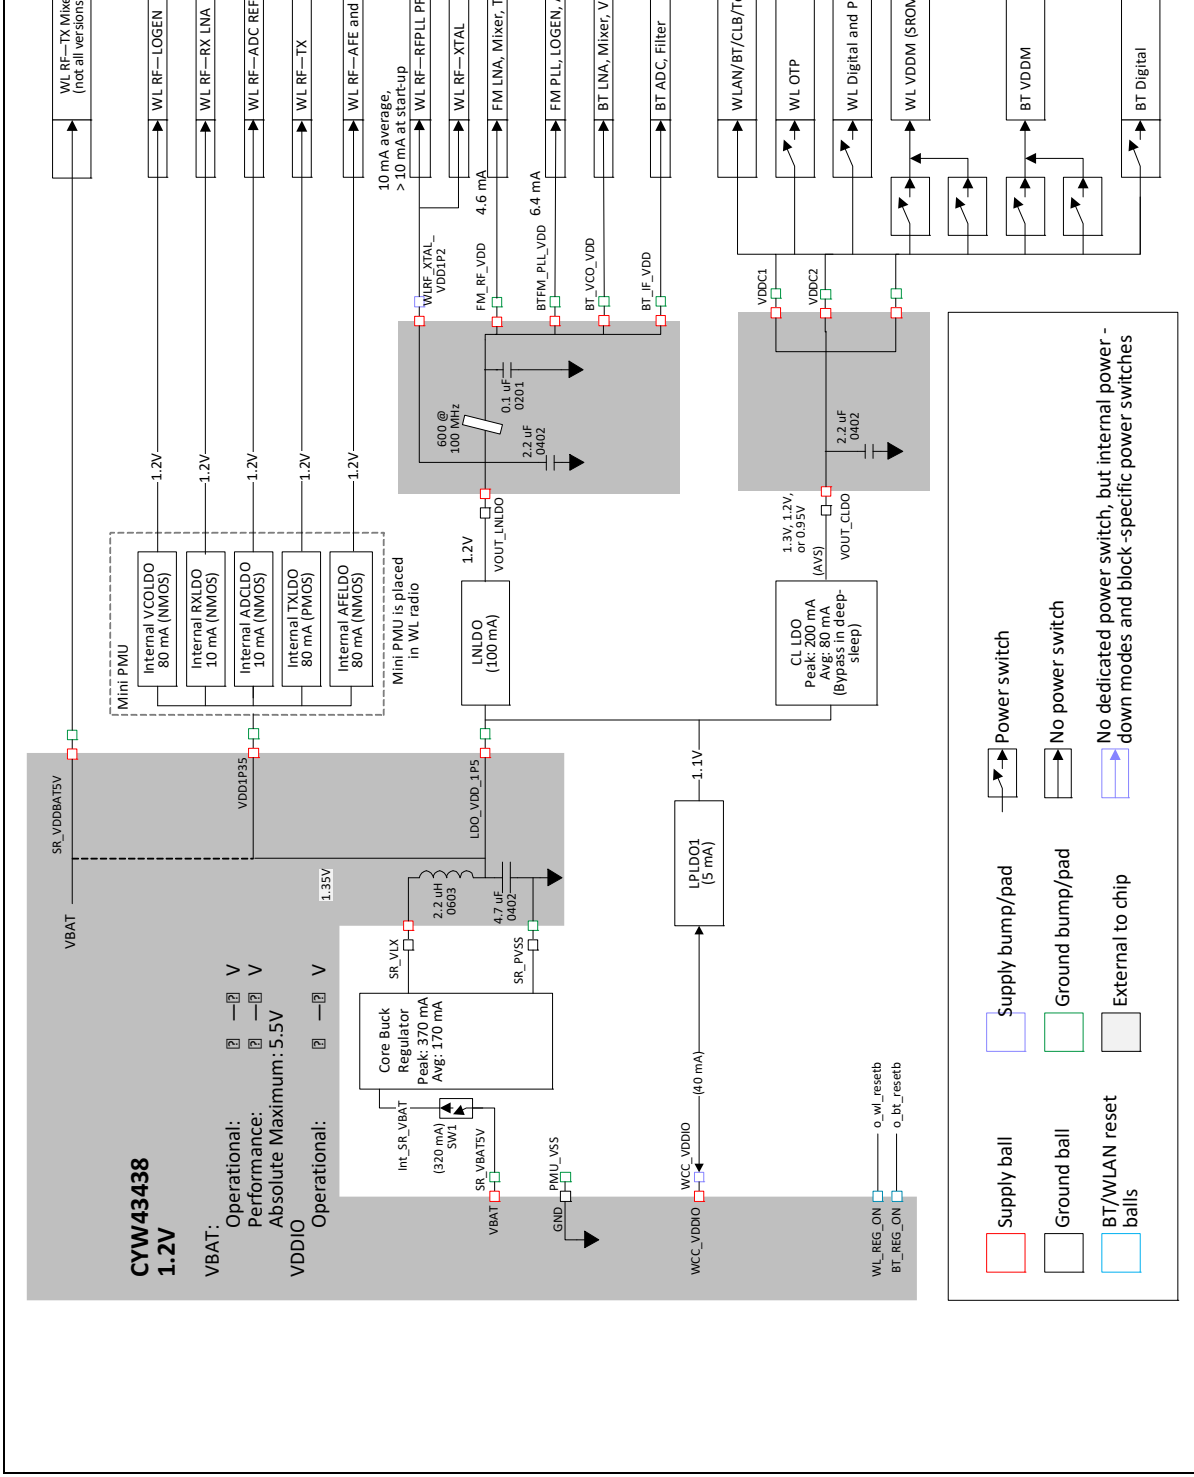 CYW43438
1.2V
VBAT:
Operational: — V
Performance: — V
Absolute Maximum: 5.5V
VDDIO
Operational: — V
VBAT
SR_VDDBAT5V
1.35V
VDD1P35
LDO_VDD_1P5
2.2 uH
0603
4.7 uF
0402
SR_VLX
SR_PVSS
Core Buck
Regulator
Peak: 370 mA
Avg: 170 mA
Int_SR_VBAT
(320 mA)
SW1
SR_VBAT5V
VBAT
PMU_VSS
GND
WCC_VDDIO
WCC_VDDIO
(40 mA)
LPLDO1
(5 mA)
1.1V
WL_REG_ON
o_wl_resetb
BT_REG_ON
o_bt_resetb
Mini PMU
Internal VCOLDO
80 mA (NMOS)
Internal RXLDO
10 mA (NMOS)
Internal ADCLDO
10 mA (NMOS)
Internal TXLDO
80 mA (PMOS)
Internal AFELDO
80 mA (NMOS)
Mini PMU is placed
in WL radio
1.2V
1.2V
1.2V
1.2V
1.2V
LNLDO
(100 mA)
1.2V
VOUT_LNLDO
CL LDO
Peak: 200 mA
Avg: 80 mA
(Bypass in deep-
sleep)
1.3V, 1.2V,
or 0.95V
(AVS)
VOUT_CLDO
600 @
100 MHz
2.2 uF
0402
0.1 uF
0201
2.2 uF
0402
WLRF_XTAL_
VDD1P2
FM_RF_VDD
BTFM_PLL_VDD
BT_VCO_VDD
BT_IF_VDD
VDDC1
VDDC2
10 mA average,
> 10 mA at start-up
4.6 mA
6.4 mA
WL RF—TX Mixe
(not all versions
WL RF—LOGEN
WL RF—RX LNA
WL RF—ADC REF
WL RF—TX
WL RF—AFE and
WL RF—RFPLL PF
WL RF—XTAL
FM LNA, Mixer, T
FM PLL, LOGEN,
BT LNA, Mixer, V
BT ADC, Filter
WLAN/BT/CLB/To
WL OTP
WL Digital and P
WL VDDM (SROM
BT VDDM
BT Digital
Supply ball
Ground ball
BT/WLAN reset
balls
Supply bump/pad
Ground bump/pad
External to chip
Power switch
No power switch
No dedicated power switch, but internal power -
down modes and block -specific power switches